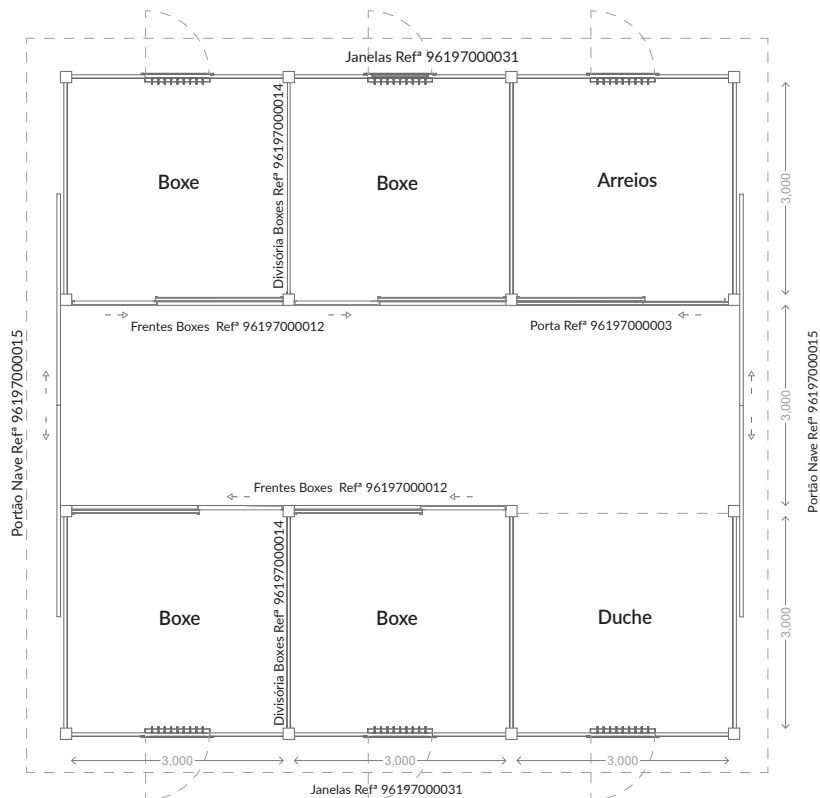 Janelas Refª 96197000031
Boxe
Divisória Boxes Refª 96197000014
Boxe
Arreios
3,000
Frentes Boxes Refª 96197000012
Porta Refª 96197000003
Portão Nave Refª 96197000015
3,000
Portão Nave Refª 96197000015
Frentes Boxes Refª 96197000012
Boxe
Divisória Boxes Refª 96197000014
Boxe
Duche
3,000
3,000
3,000
3,000
Janelas Refª 96197000031